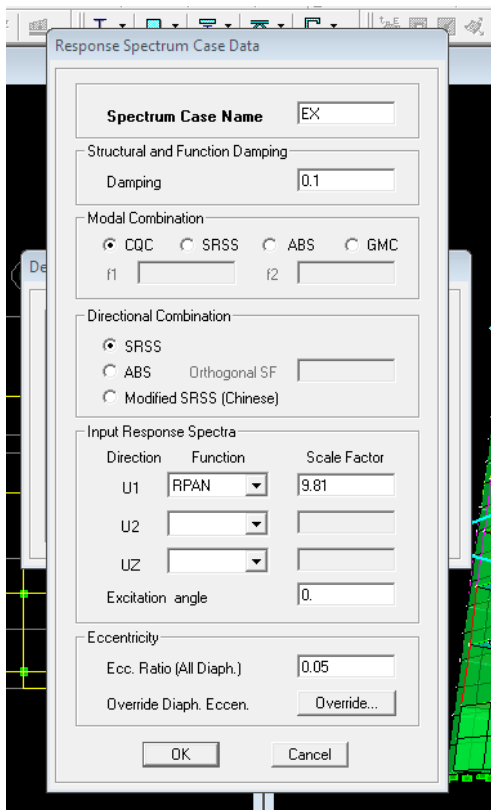 Response Spectrum Case Data
Spectrum Case Name EX
Structural and Function Damping
Damping 0.1
Modal Combination
CQC SRSS ABS GMC
f1 f2
De
Directional Combination
SRSS
ABS Orthogonal SF
Modified SRSS (Chinese)
Input Response Spectra
Direction Function Scale Factor
U1 RPAN 9.81
U2
UZ
Excitation angle 0.
Eccentricity
Ecc. Ratio (All Diaph.) 0.05
Override Diaph. Eccen. Override...
OK Cancel